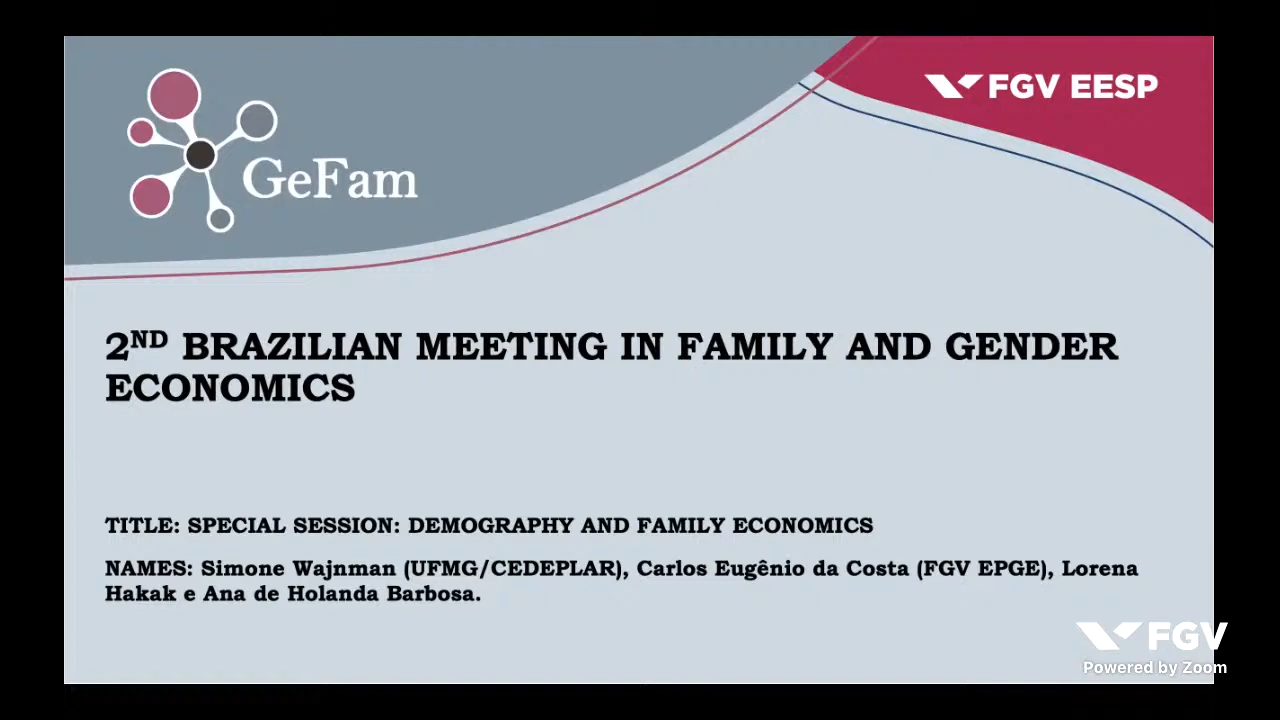 GeFam
FGV EESP
2ND BRAZILIAN MEETING IN FAMILY AND GENDER
ECONOMICS
TITLE: SPECIAL SESSION: DEMOGRAPHY AND FAMILY ECONOMICS
NAMES: Simone Wajnman (UFMG/CEDEPLAR), Carlos Eugênio da Costa (FGV EPGE), Lorena
Hakak e Ana de Holanda Barbosa.
FGV
Powered by Zoom